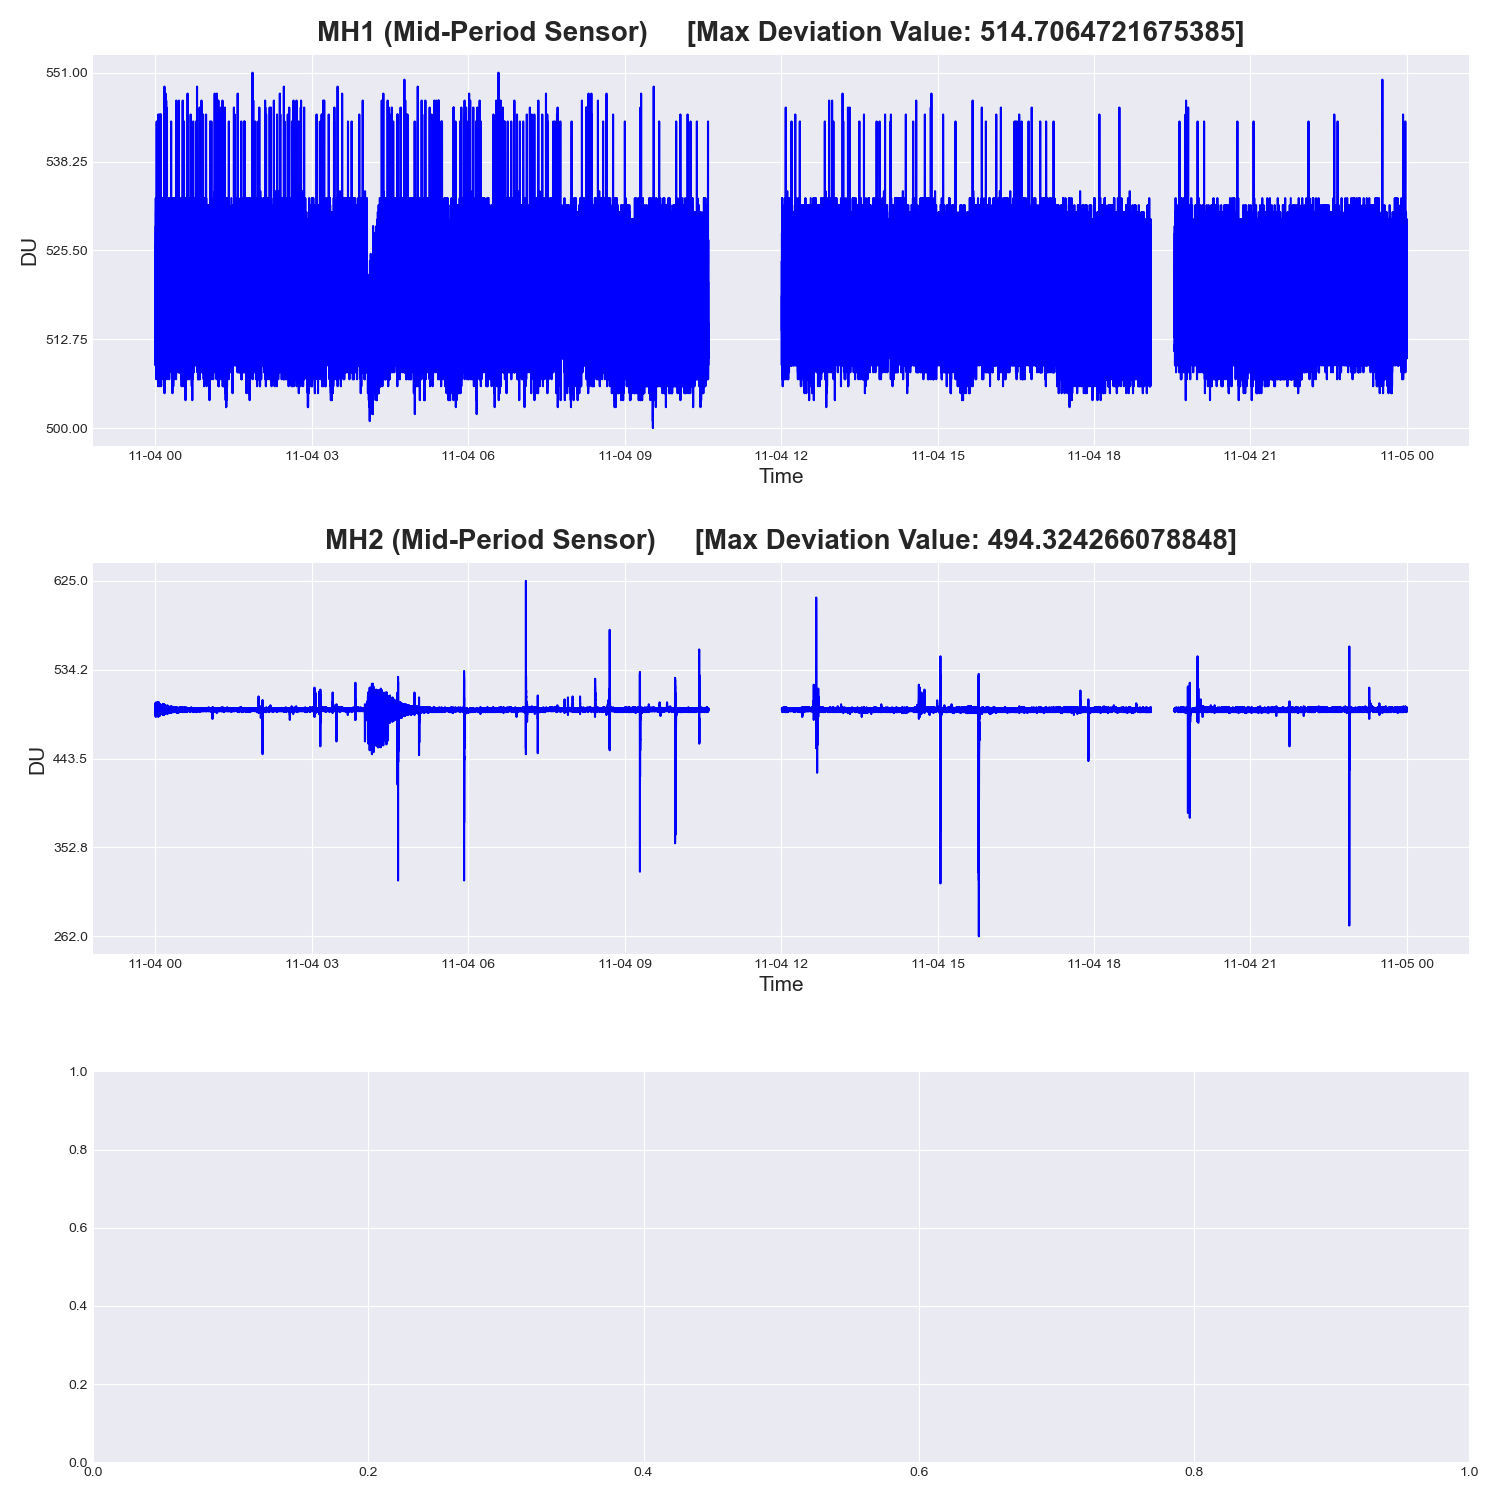 MH1 (Mid-Period Sensor) [Max Deviation Value: 514.7064721675385]
551.00
538.25
525.50
512.75
500.00
DU
11-04 00 11-04 03 11-04 06 11-04 09 11-04 12 11-04 15 11-04 18 11-04 21 11-05 00
Time
MH2 (Mid-Period Sensor) [Max Deviation Value: 494.324266078848]
625.0
534.2
443.5
352.8
262.0
DU
11-04 00 11-04 03 11-04 06 11-04 09 11-04 12 11-04 15 11-04 18 11-04 21 11-05 00
Time
1.0
0.8
0.6
0.4
0.2
0.0
0.0 0.2 0.4 0.6 0.8 1.0